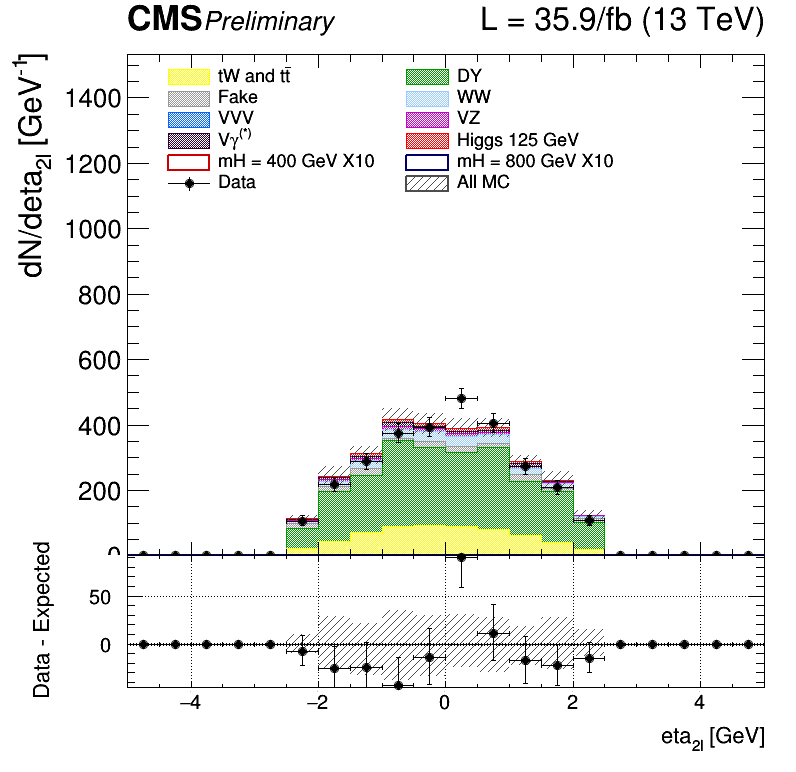 CMS Preliminary L = 35.9/fb (13 TeV)
dN/deta2l [GeV-1]
tW and tt̄ DY
Fake WW
VVV VZ
Vγ(*) Higgs 125 GeV
mH = 400 GeV X10 mH = 800 GeV X10
Data All MC
1400
1200
1000
800
600
400
200
0
Data - Expected
50
0
−4 −2 0 2 4
eta2l [GeV]